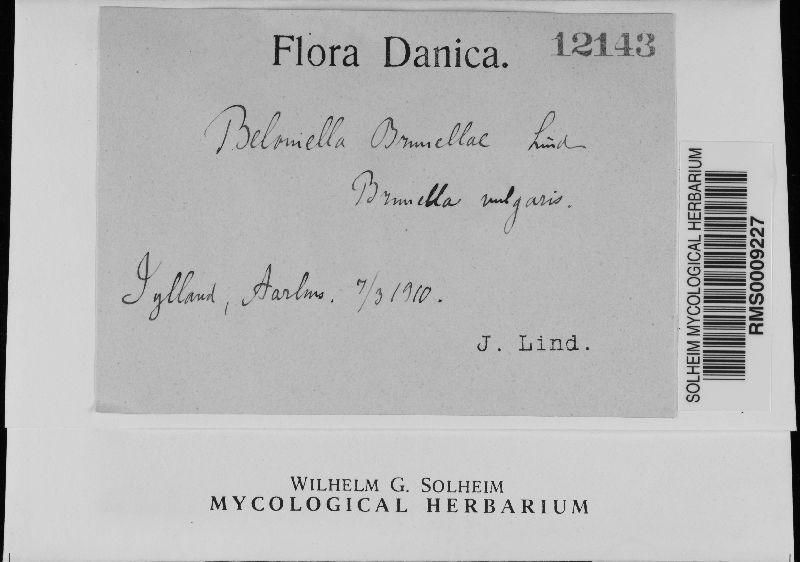 Flora Danica.
12143
Beloniella Brunellae Lind
Brunella vulgaris.
Jylland, Aarhus. 7/3 1910.
J. Lind.
SOLHEIM MYCOLOGICAL HERBARIUM
RMS0009227
WILHELM G. SOLHEIM
MYCOLOGICAL HERBARIUM